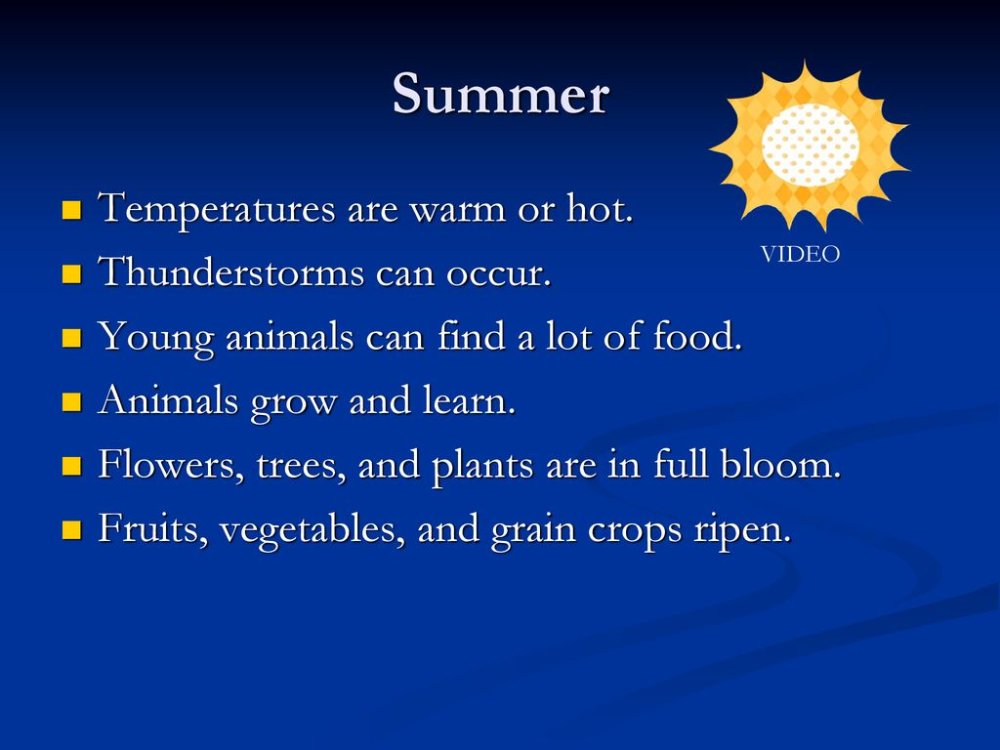 Summer
Temperatures are warm or hot.
VIDEO
Thunderstorms can occur.
Young animals can find a lot of food.
Animals grow and learn.
Flowers, trees, and plants are in full bloom.
Fruits, vegetables, and grain crops ripen.